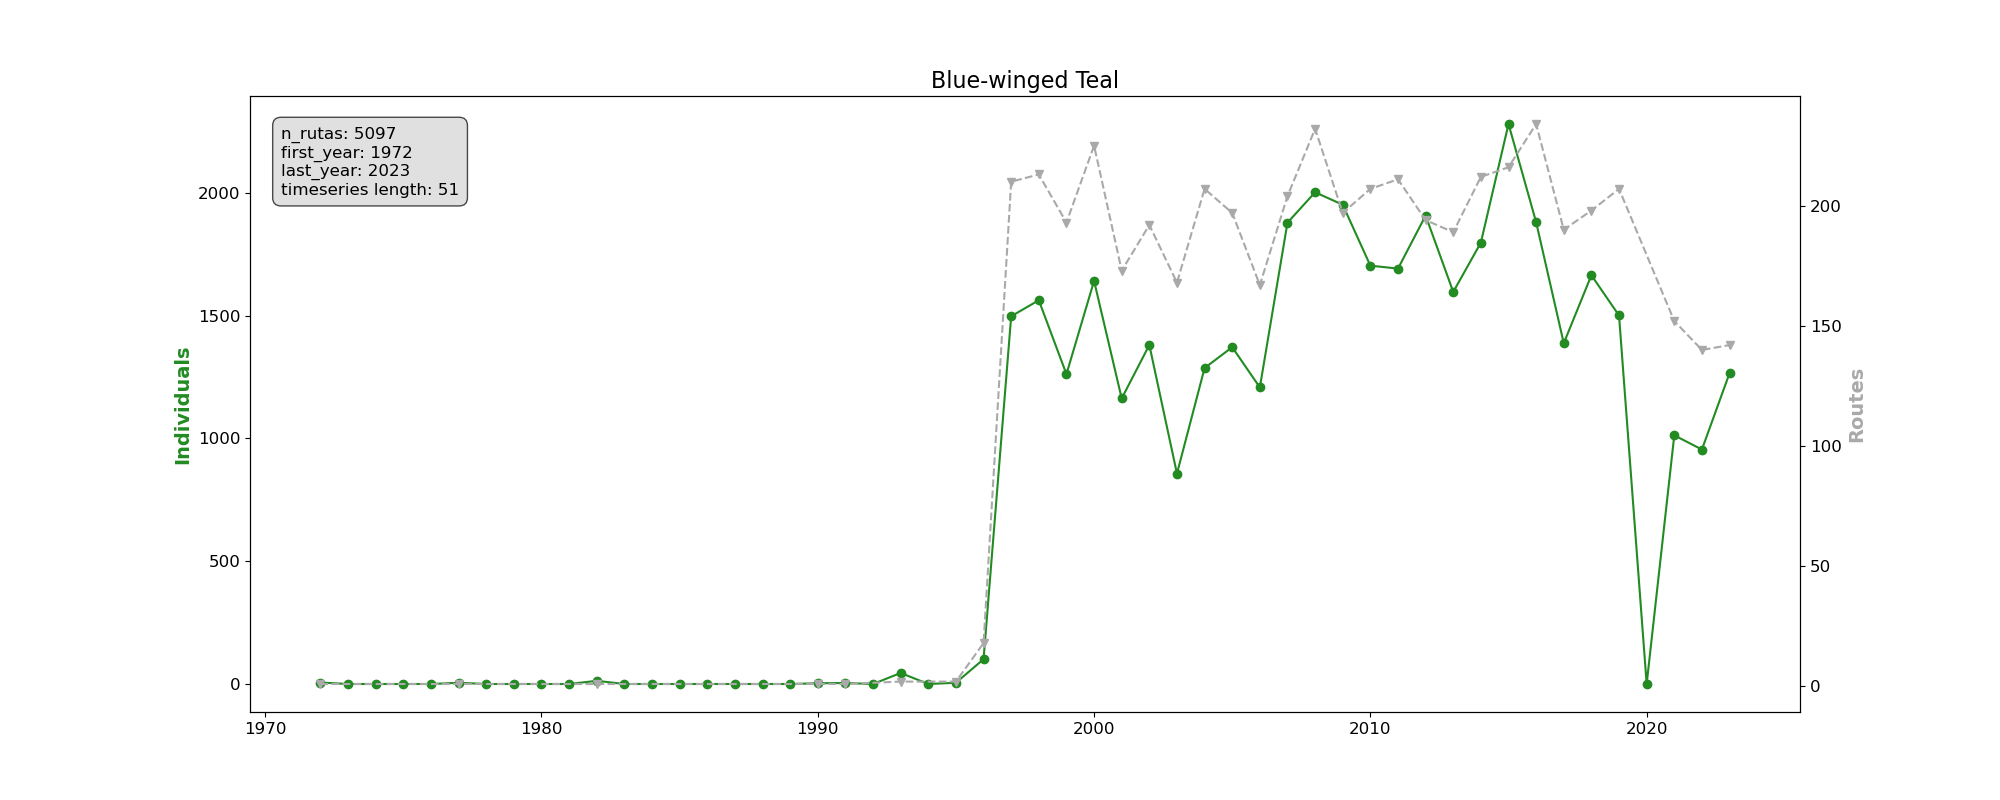 Blue-winged Teal
n_rutas: 5097
first_year: 1972
last_year: 2023
timeseries length: 51
Individuals
2000
1500
1000
500
0
Routes
200
150
100
50
0
1970
1980
1990
2000
2010
2020